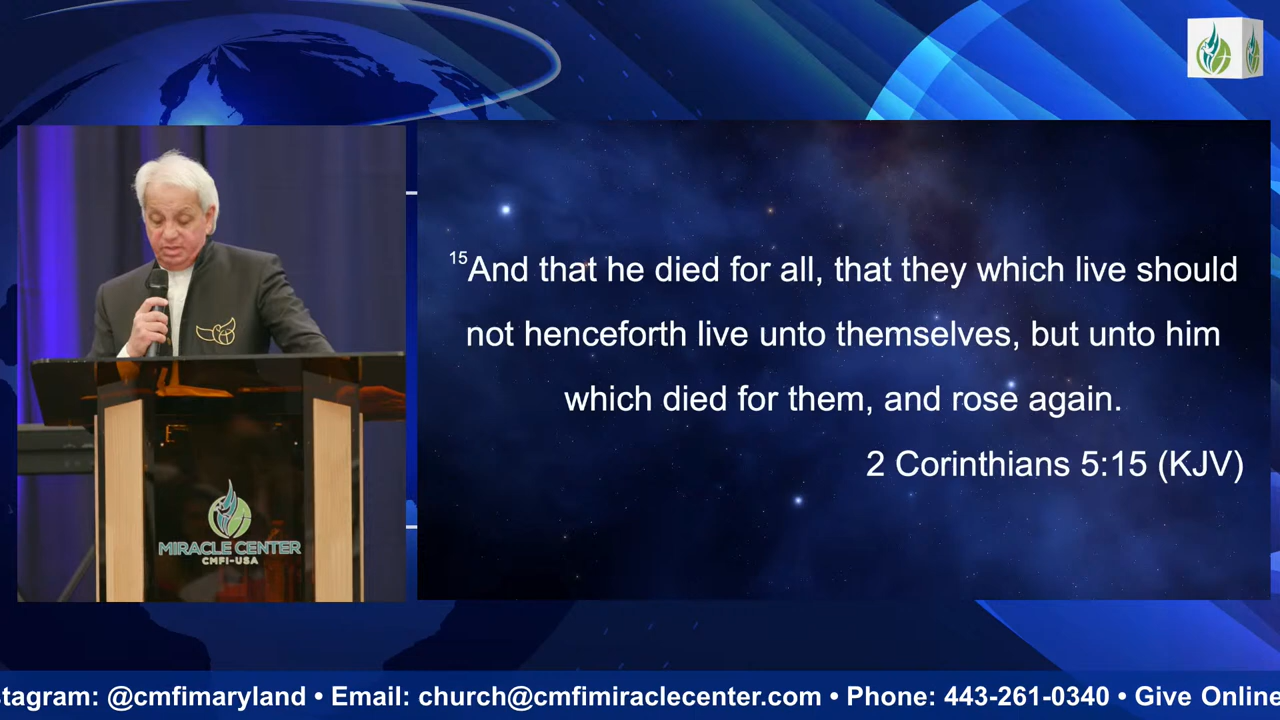 15And that he died for all, that they which live should
not henceforth live unto themselves, but unto him
which died for them, and rose again.
2 Corinthians 5:15 (KJV)
MIRACLE CENTER
CMFI-USA
stagram: @cmfimaryland • Email: church@cmfimiraclecenter.com • Phone: 443-261-0340 • Give Online